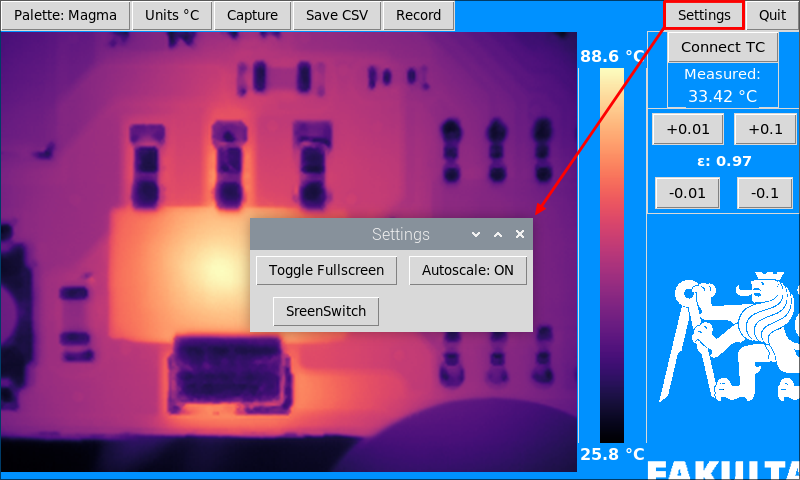 Palette: Magma
Units °C
Capture
Save CSV
Record
Settings
Quit
88.6 °C
Connect TC
Measured:
33.42 °C
+0.01
+0.1
ε: 0.97
-0.01
-0.1
Settings
Toggle Fullscreen
Autoscale: ON
SreenSwitch
25.8 °C
FAKULTA